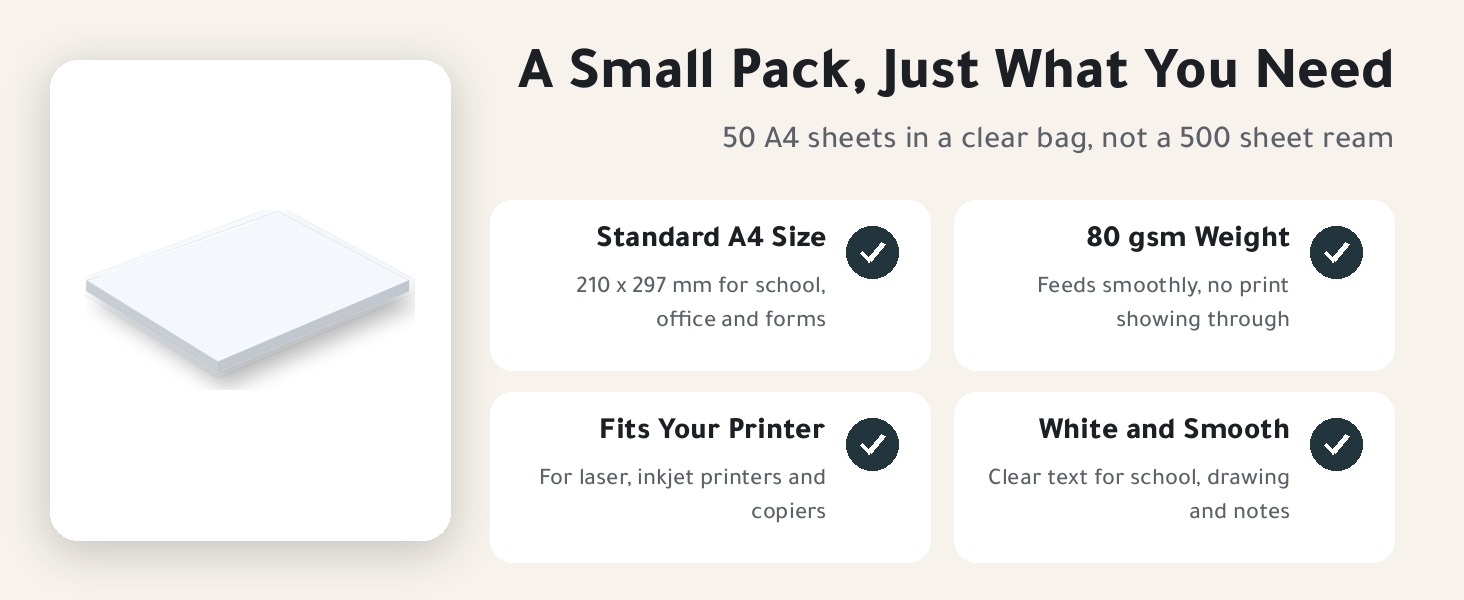 A Small Pack, Just What You Need
50 A4 sheets in a clear bag, not a 500 sheet ream
Standard A4 Size
210 x 297 mm for school,
office and forms
80 gsm Weight
Feeds smoothly, no print
showing through
Fits Your Printer
For laser, inkjet printers and
copiers
White and Smooth
Clear text for school, drawing
and notes